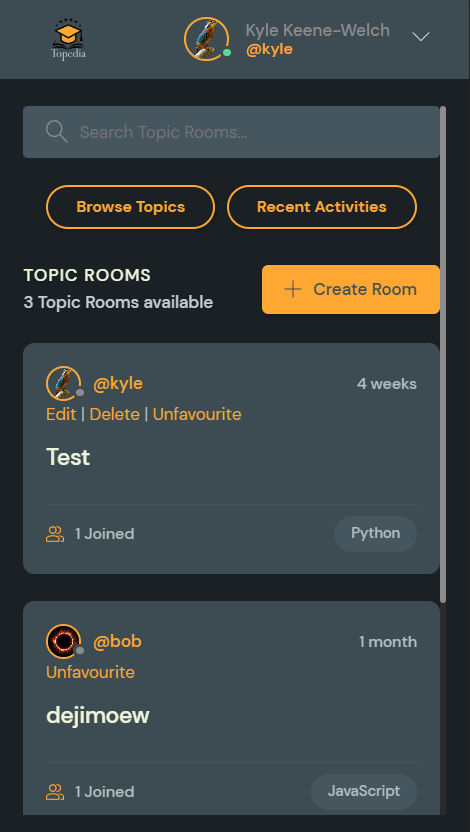 Topedia
Kyle Keene-Welch
@kyle
Search Topic Rooms...
Browse Topics
Recent Activities
TOPIC ROOMS
3 Topic Rooms available
Create Room
@kyle
4 weeks
Edit | Delete | Unfavourite
Test
1 Joined
Python
@bob
1 month
Unfavourite
dejimoew
1 Joined
JavaScript